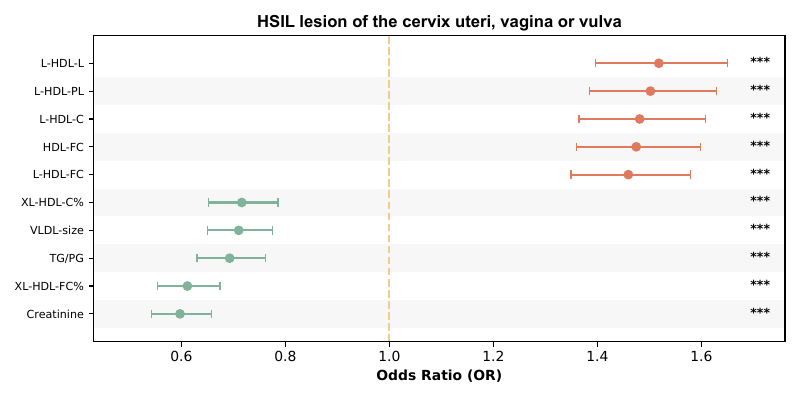 HSIL lesion of the cervix uteri, vagina or vulva
L-HDL-L ***
L-HDL-PL ***
L-HDL-C ***
HDL-FC ***
L-HDL-FC ***
XL-HDL-C% ***
VLDL-size ***
TG/PG ***
XL-HDL-FC% ***
Creatinine ***
0.6 0.8 1.0 1.2 1.4 1.6
Odds Ratio (OR)